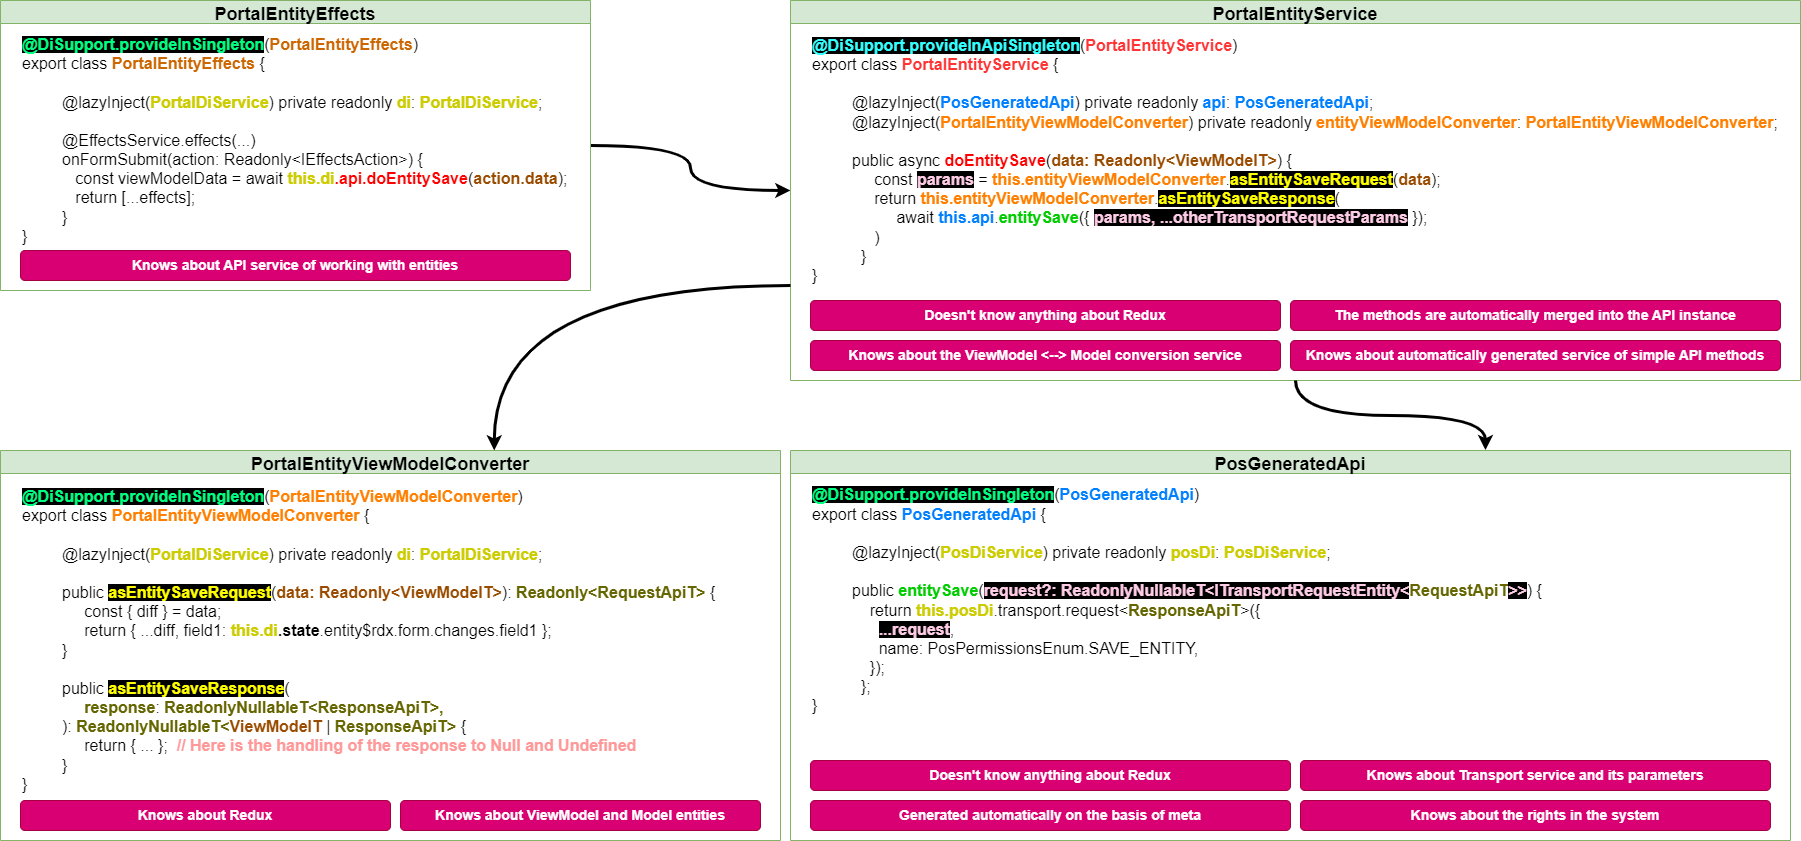 PortalEntityEffects
@DiSupport.provideInSingleton(PortalEntityEffects)
export class PortalEntityEffects {
@lazyInject(PortalDiService) private readonly di: PortalDiService;
@EffectsService.effects(...)
onFormSubmit(action: Readonly<IEffectsAction>) {
const viewModelData = await this.di.api.doEntitySave(action.data);
return [...effects];
}
}
Knows about API service of working with entities
PortalEntityService
@DiSupport.provideInApiSingleton(PortalEntityService)
export class PortalEntityService {
@lazyInject(PosGeneratedApi) private readonly api: PosGeneratedApi;
@lazyInject(PortalEntityViewModelConverter) private readonly entityViewModelConverter: PortalEntityViewModelConverter;
public async doEntitySave(data: Readonly<ViewModelT>) {
const params = this.entityViewModelConverter.asEntitySaveRequest(data);
return this.entityViewModelConverter.asEntitySaveResponse(
await this.api.entitySave({ params, ...otherTransportRequestParams });
)
}
}
Doesn't know anything about Redux
The methods are automatically merged into the API instance
Knows about the ViewModel <--> Model conversion service
Knows about automatically generated service of simple API methods
PortalEntityViewModelConverter
@DiSupport.provideInSingleton(PortalEntityViewModelConverter)
export class PortalEntityViewModelConverter {
@lazyInject(PortalDiService) private readonly di: PortalDiService;
public asEntitySaveRequest(data: Readonly<ViewModelT>): Readonly<RequestApiT> {
const { diff } = data;
return { ...diff, field1: this.di.state.entity$rdx.form.changes.field1 };
}
public asEntitySaveResponse(
response: ReadonlyNullableT<ResponseApiT>,
): ReadonlyNullableT<ViewModelT | ResponseApiT> {
return { ... }; // Here is the handling of the response to Null and Undefined
}
}
Knows about Redux
Knows about ViewModel and Model entities
PosGeneratedApi
@DiSupport.provideInSingleton(PosGeneratedApi)
export class PosGeneratedApi {
@lazyInject(PosDiService) private readonly posDi: PosDiService;
public entitySave(request?: ReadonlyNullableT<ITransportRequestEntity<RequestApiT>>) {
return this.posDi.transport.request<ResponseApiT>({
...request,
name: PosPermissionsEnum.SAVE_ENTITY,
});
};
}
Doesn't know anything about Redux
Knows about Transport service and its parameters
Generated automatically on the basis of meta
Knows about the rights in the system